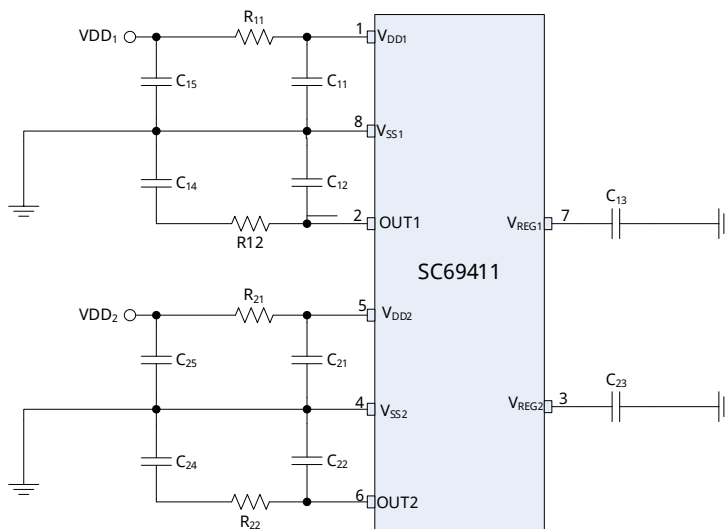 R11
VDD1
1
VDD1
C15
C11
8
VSS1
C14
C12
2
OUT1
R12
VREG1
7
C13
SC69411
R21
VDD2
5
VDD2
C25
C21
4
VSS2
VREG2
3
C23
C24
C22
6
OUT2
R22